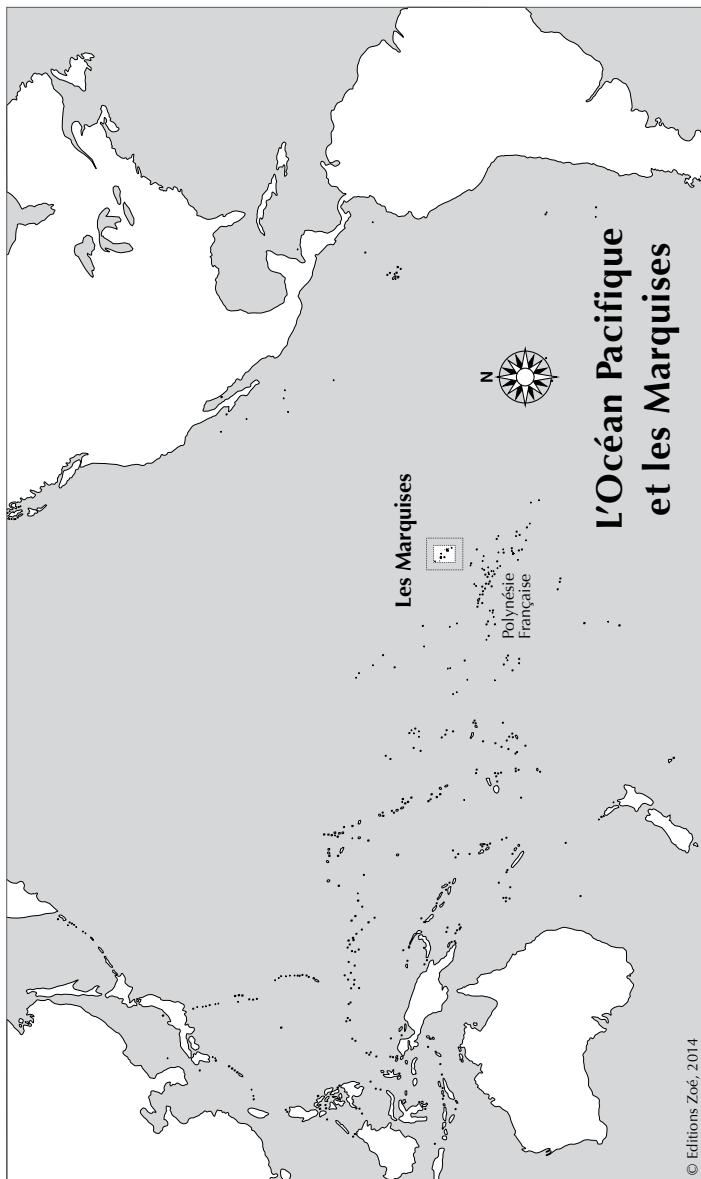 Les Marquises
Polynésie
Française
N
L'Océan Pacifique
et les Marquises
© Editions Zoé, 2014